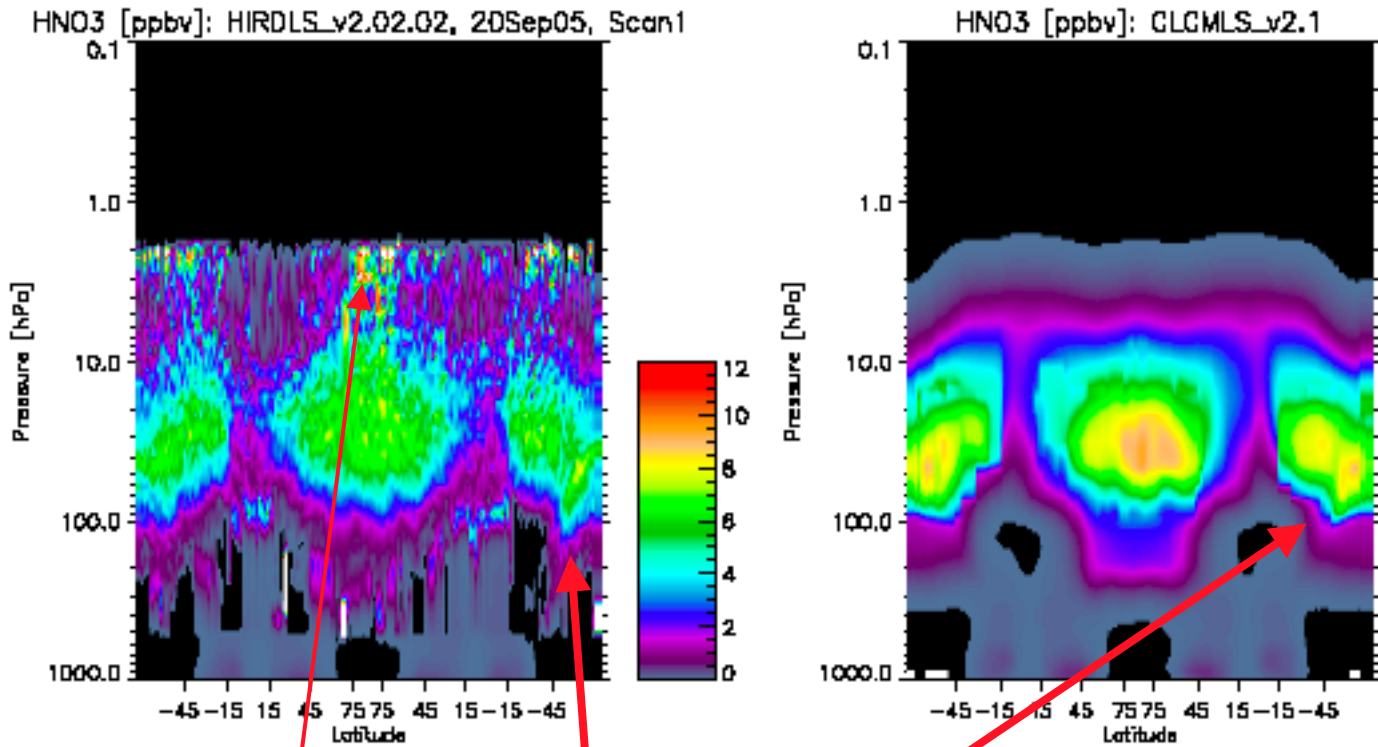 HNO3 [ppbv]: HIRDLS_v2.02.02, 20Sep05, Scan1
0.1
1.0
10.0
100.0
1000.0
Pressure [hPa]
-45 -15 15 45 75 75 45 15 -15 -45
Latitude
12
10
8
6
4
2
0
HNO3 [ppbv]: CLCMLS_v2.1
0.1
1.0
10.0
100.0
1000.0
Pressure [hPa]
-45 -15 15 45 75 75 45 15 -15 -45
Latitude